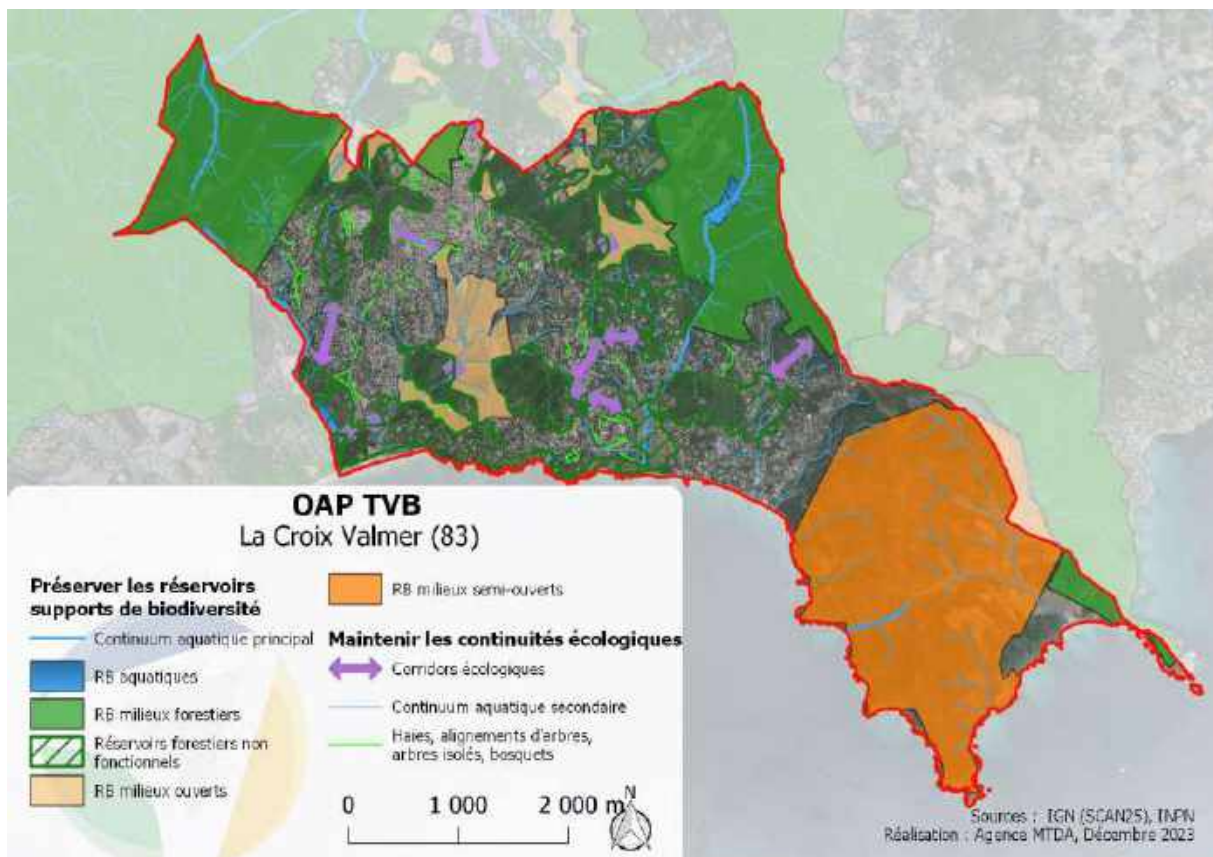 OAP TVB
La Croix Valmer (83)
Préserver les réservoirs
supports de biodiversité
Continuum aquatique principal
RB aquatiques
RB milieux forestiers
Réservoirs forestiers non
fonctionnels
RB milieux ouverts
RB milieux semi-ouverts
Maintenir les continuités écologiques
Corridors écologiques
Continuum aquatique secondaire
Haies, alignements d'arbres,
arbres isolés, bosquets
0 1 000 2 000 m
N
Sources : IGN (SCAN25), INPN
Réalisation : Agence MTDA, Décembre 2023